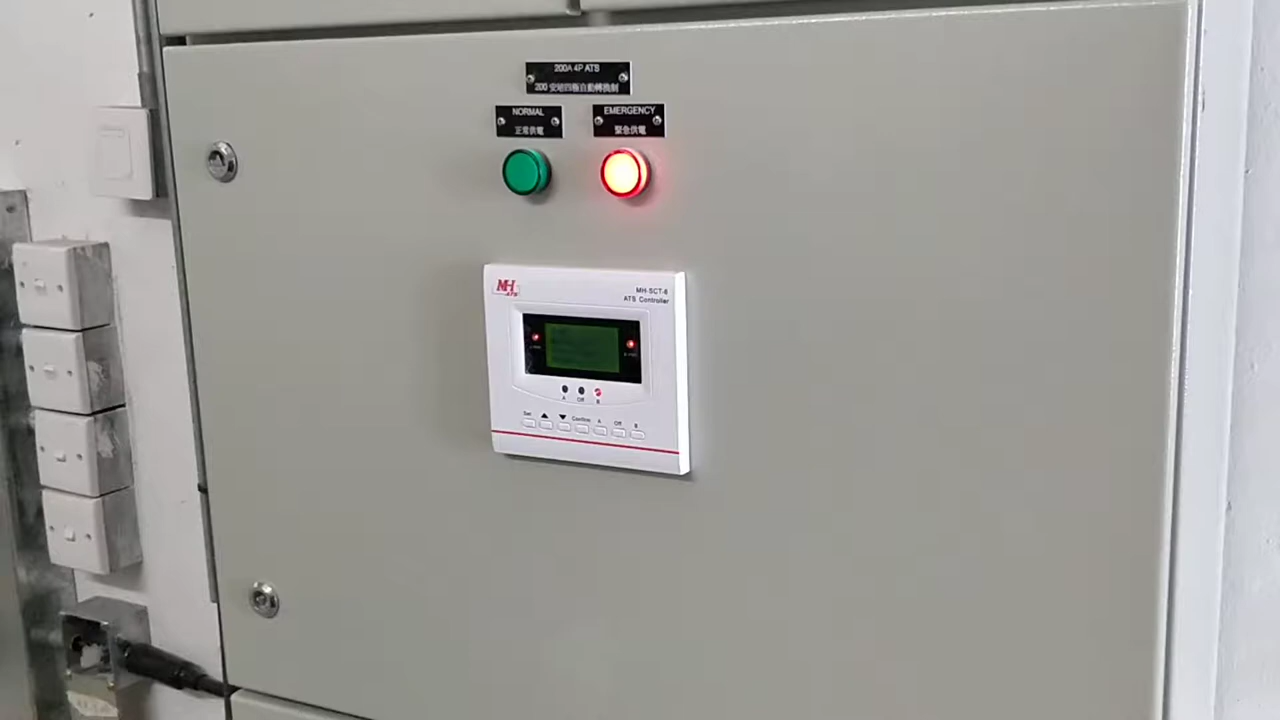 200A 4P ATS
200 安培四極自動轉換制
NORMAL
正常供電
EMERGENCY
緊急供電
MH
ATS
MH-SCT-6
ATS Controller
A
Off
B
Set
Confirm
A
Off
B